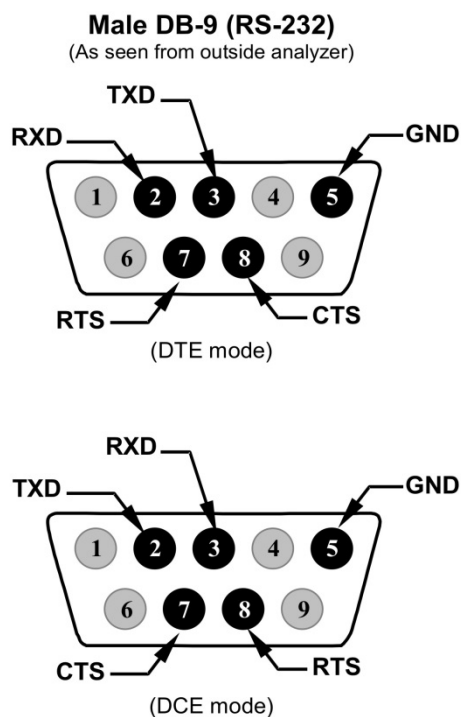 Male DB-9 (RS-232)
(As seen from outside analyzer)
TXD
RXD
GND
1 2 3 4 5
6 7 8 9
RTS
CTS
(DTE mode)
RXD
TXD
GND
1 2 3 4 5
6 7 8 9
CTS
RTS
(DCE mode)